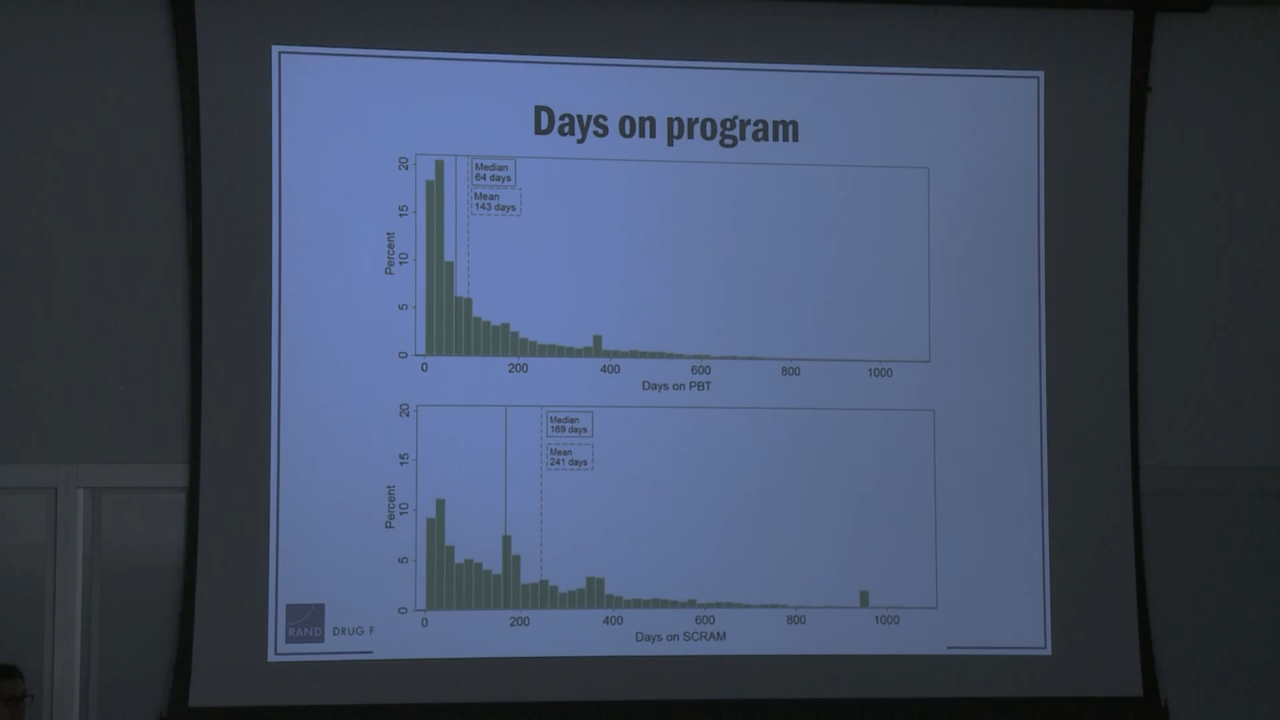 Days on program
Median
64 days
Mean
143 days
Percent
20
15
10
5
0
0 200 400 600 800 1000
Days on PBT
Median
169 days
Mean
241 days
Percent
20
15
10
5
0
0 200 400 600 800 1000
Days on SCRAM
RAND DRUG P